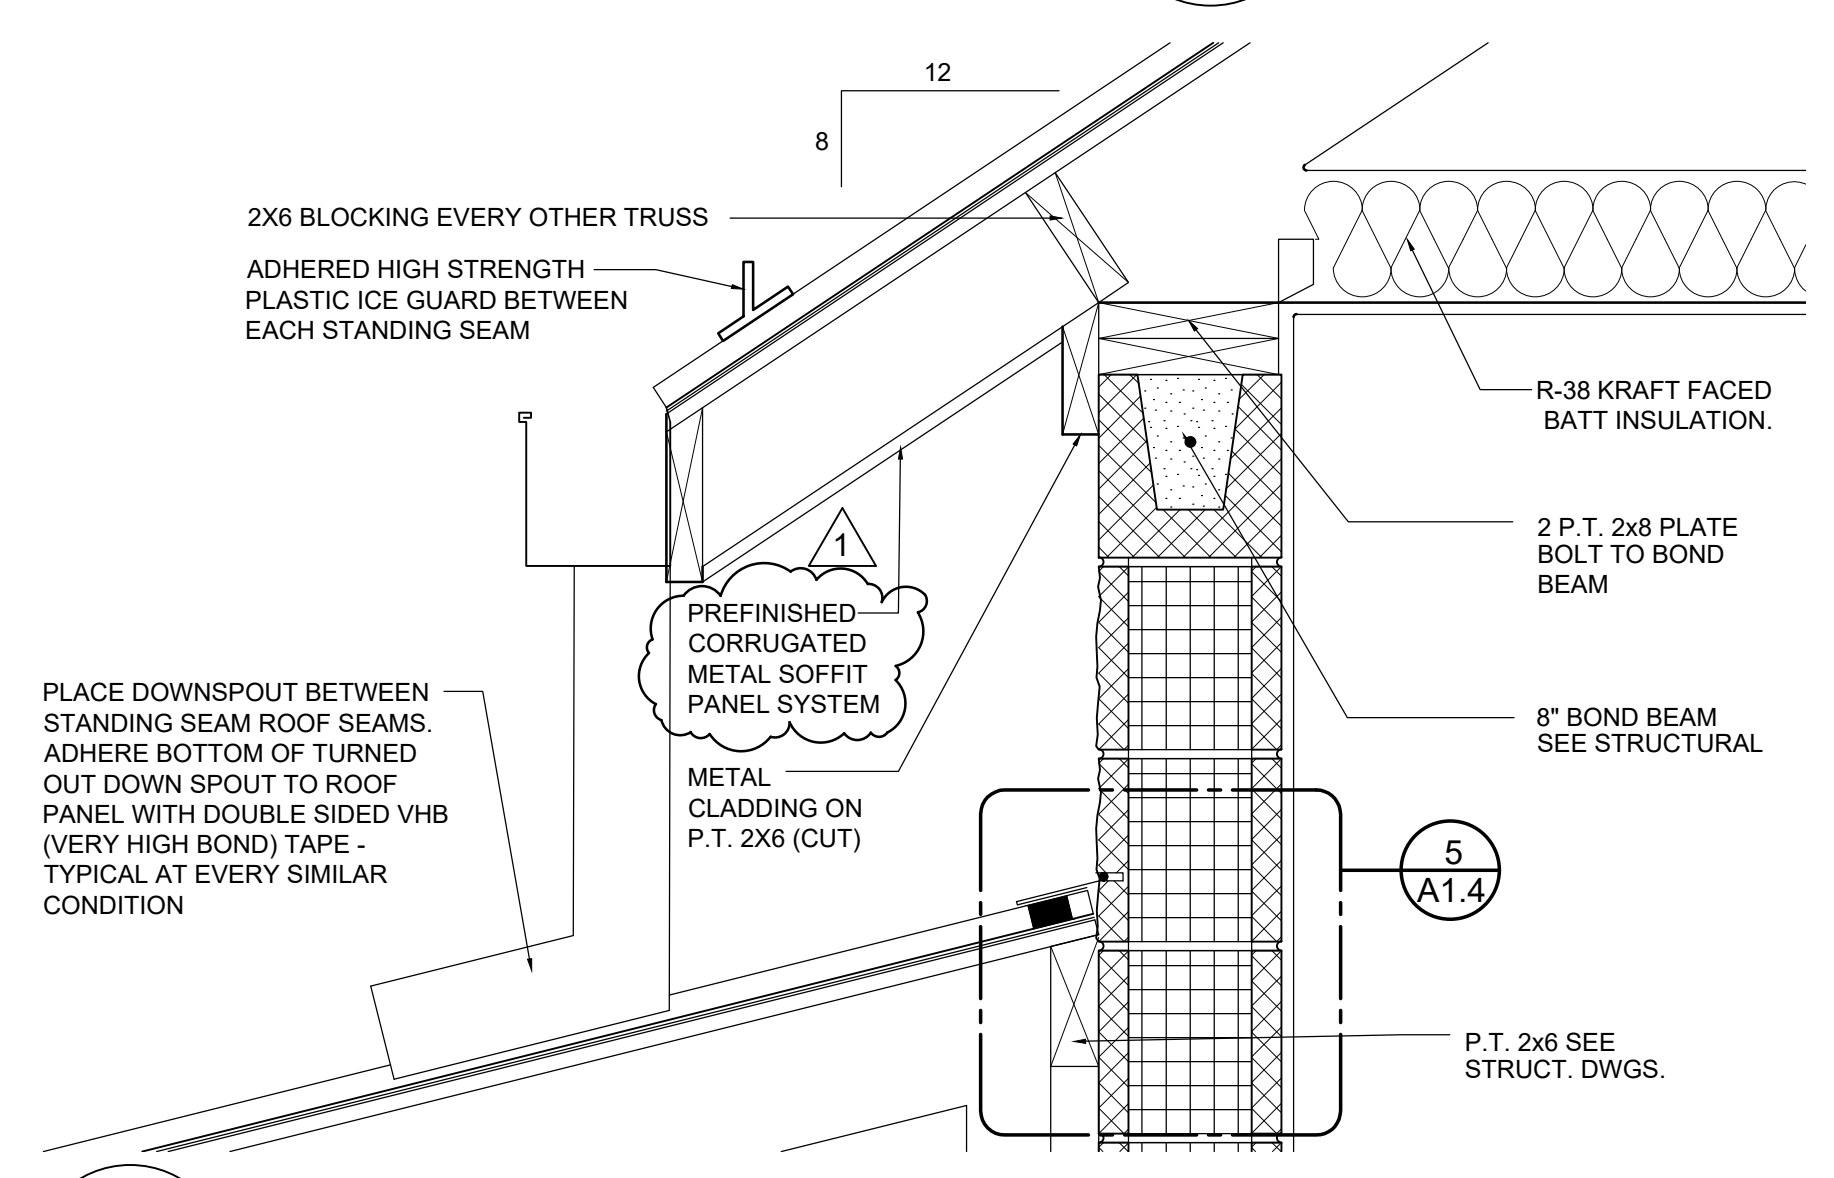 12
8
2X6 BLOCKING EVERY OTHER TRUSS
ADHERED HIGH STRENGTH
PLASTIC ICE GUARD BETWEEN
EACH STANDING SEAM
R-38 KRAFT FACED
BATT INSULATION.
2 P.T. 2x8 PLATE
BOLT TO BOND
BEAM
1
PREFINISHED
CORRUGATED
METAL SOFFIT
PANEL SYSTEM
PLACE DOWNSPOUT BETWEEN
STANDING SEAM ROOF SEAMS.
ADHERE BOTTOM OF TURNED
OUT DOWN SPOUT TO ROOF
PANEL WITH DOUBLE SIDED VHB
(VERY HIGH BOND) TAPE -
TYPICAL AT EVERY SIMILAR
CONDITION
8" BOND BEAM
SEE STRUCTURAL
METAL
CLADDING ON
P.T. 2X6 (CUT)
5
A1.4
P.T. 2x6 SEE
STRUCT. DWGS.